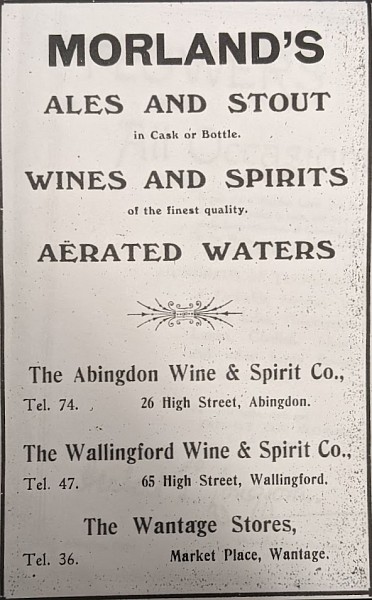 MORLAND'S
ALES AND STOUT
in Cask or Bottle.
WINES AND SPIRITS
of the finest quality.
AËRATED WATERS
The Abingdon Wine & Spirit Co.,
Tel. 74. 26 High Street, Abingdon.
The Wallingford Wine & Spirit Co.,
Tel. 47. 65 High Street, Wallingford.
The Wantage Stores,
Tel. 36. Market Place, Wantage.